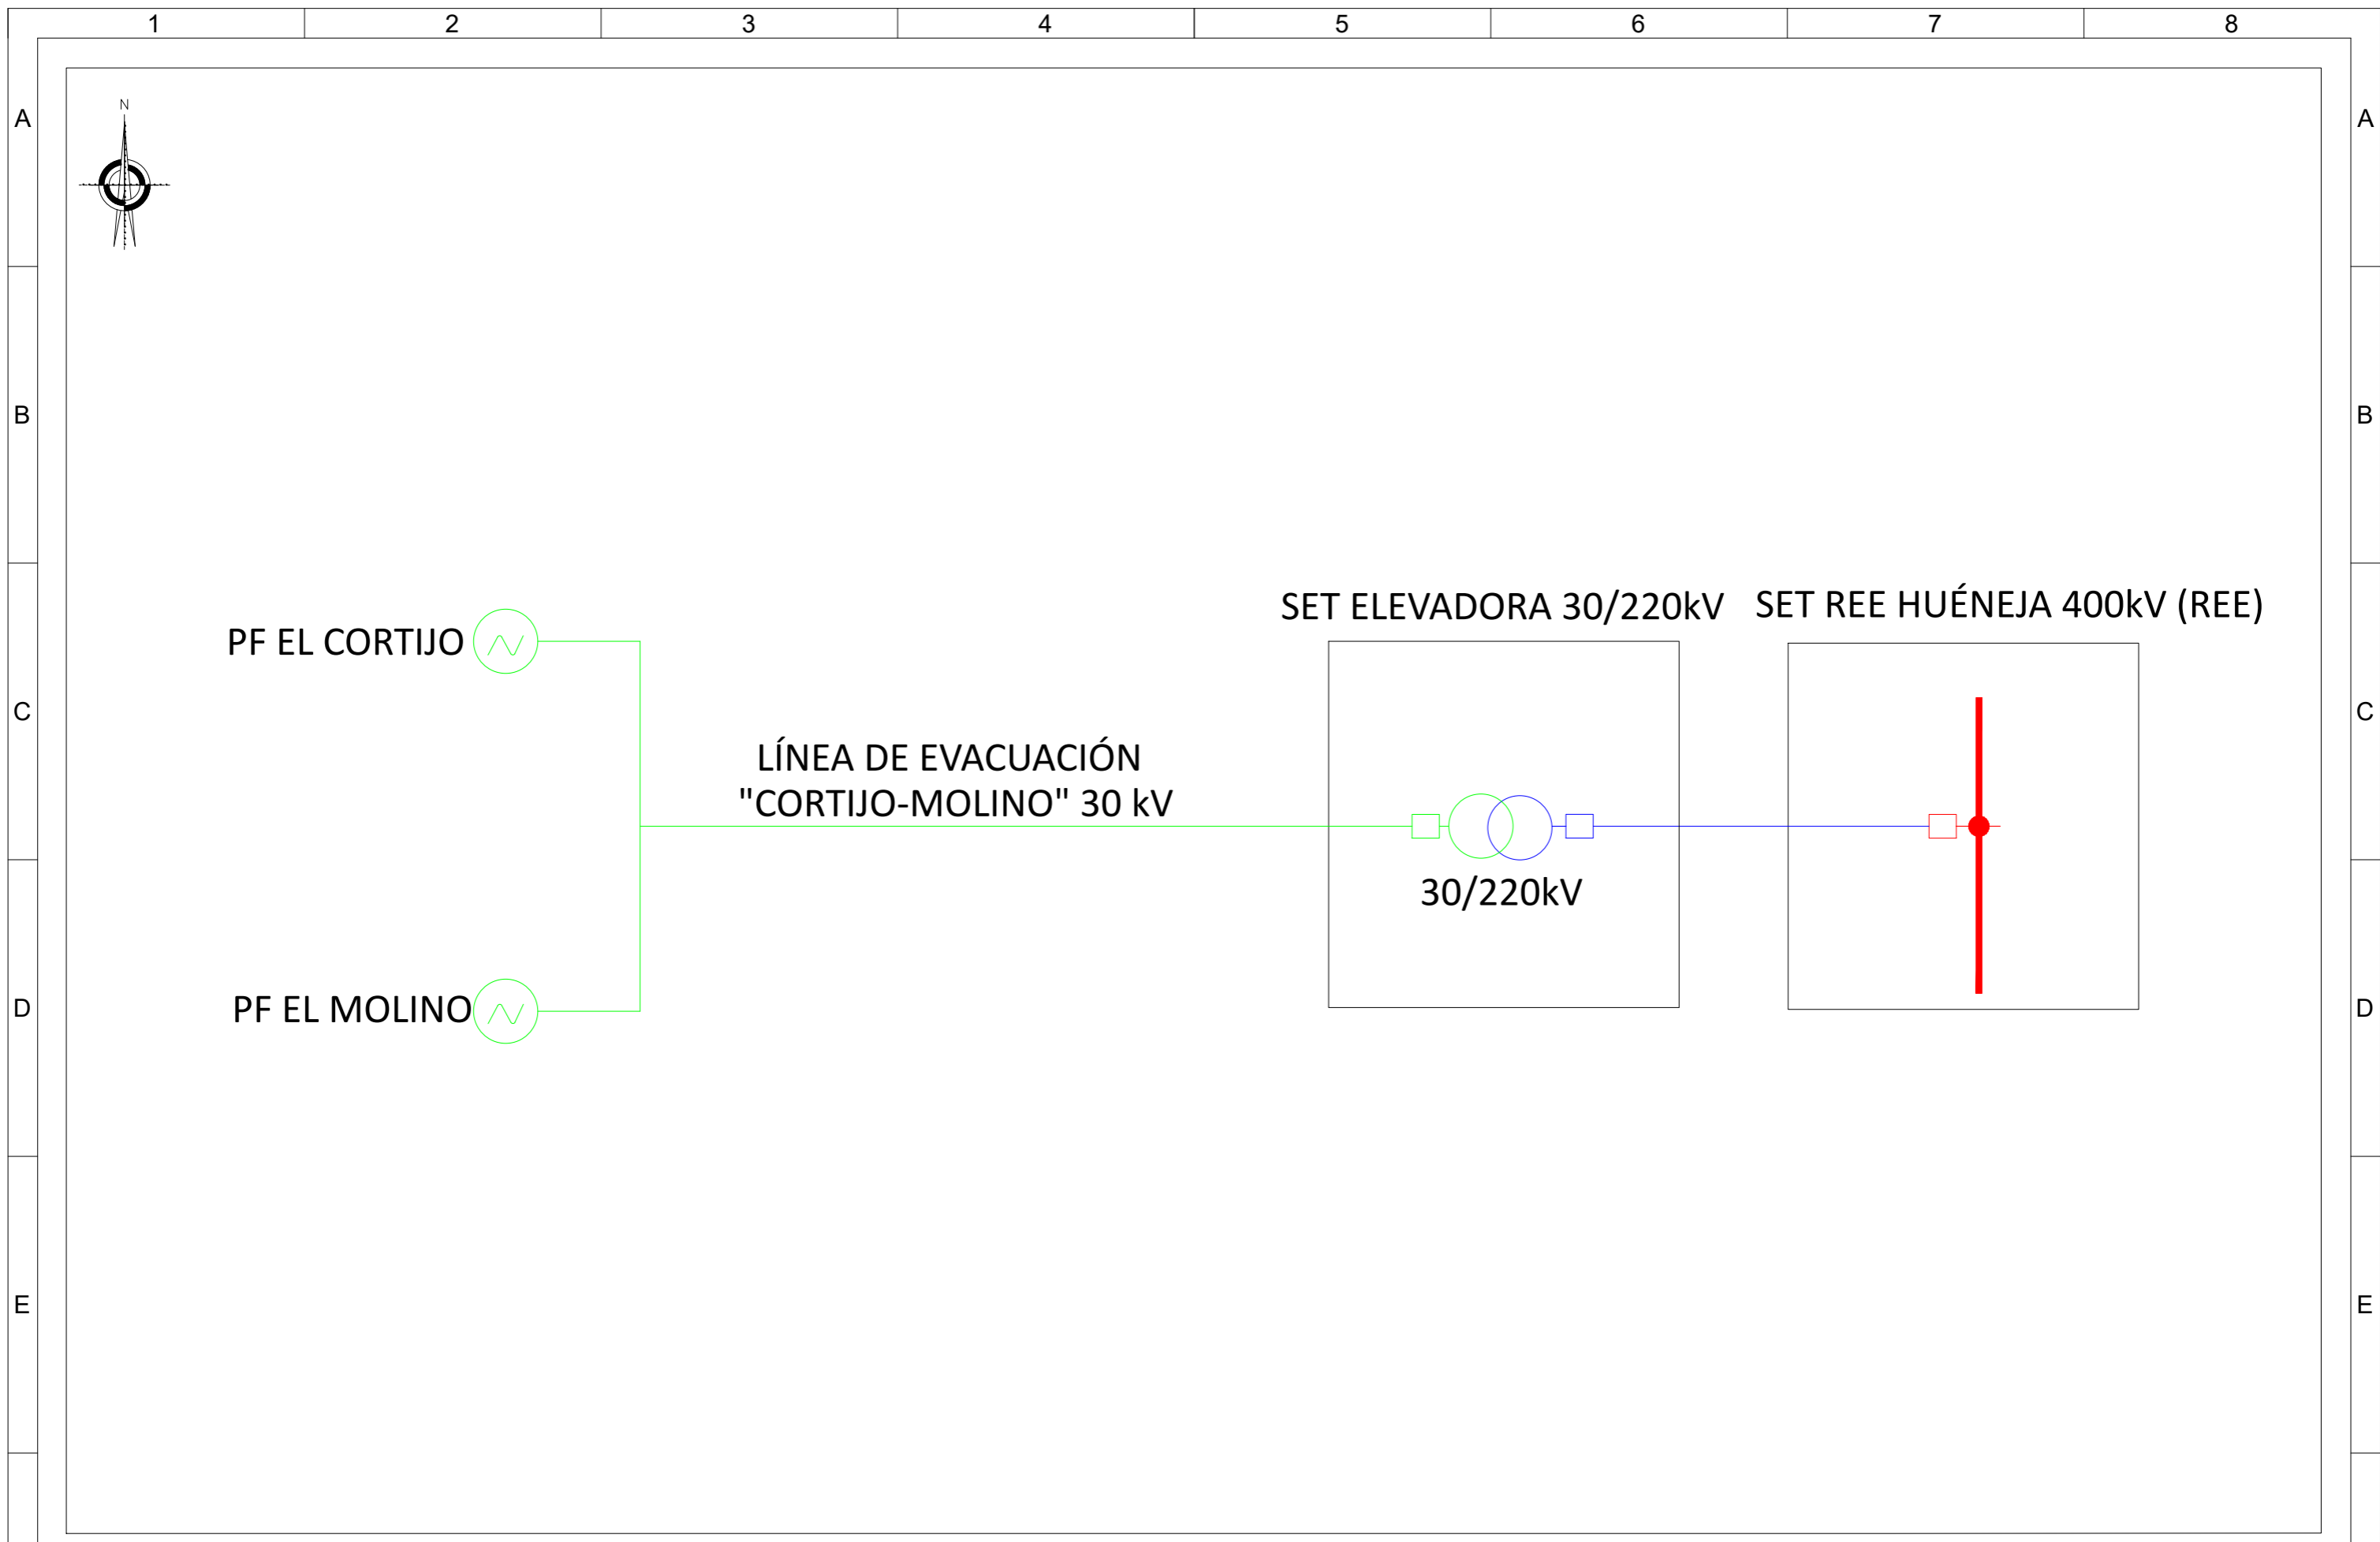 1 2 3 4 5 6 7 8
A A
N
B B
SET ELEVADORA 30/220kV SET REE HUÉNEJA 400kV (REE)
PF EL CORTIJO
C C
LÍNEA DE EVACUACIÓN
"CORTIJO-MOLINO" 30 kV
30/220kV
PF EL MOLINO
D D
E E